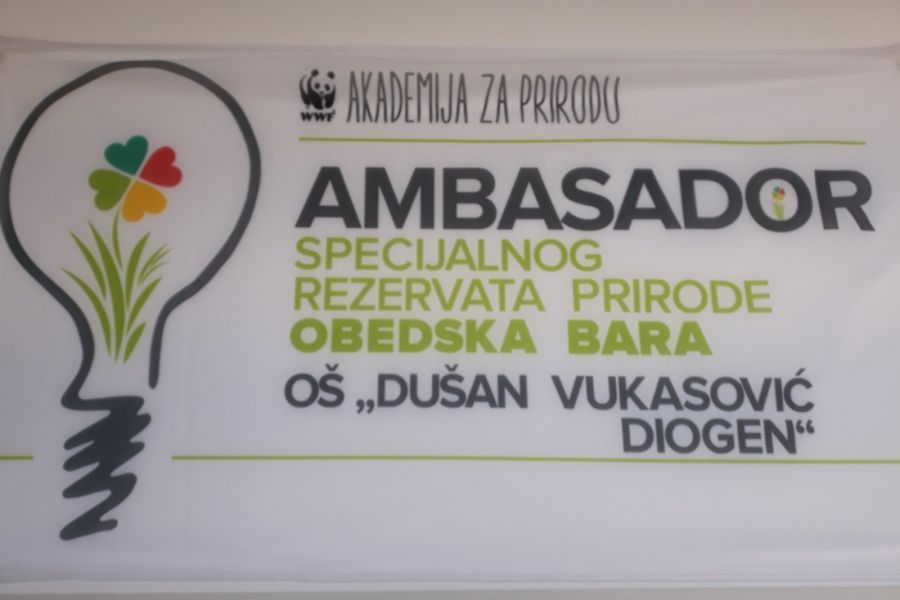 WWF AKADEMIJA ZA PRIRODU
AMBASADOR
SPECIJALNOG
REZERVATA PRIRODE
OBEDSKA BARA
OŠ „DUŠAN VUKASOVIĆ
DIOGEN“